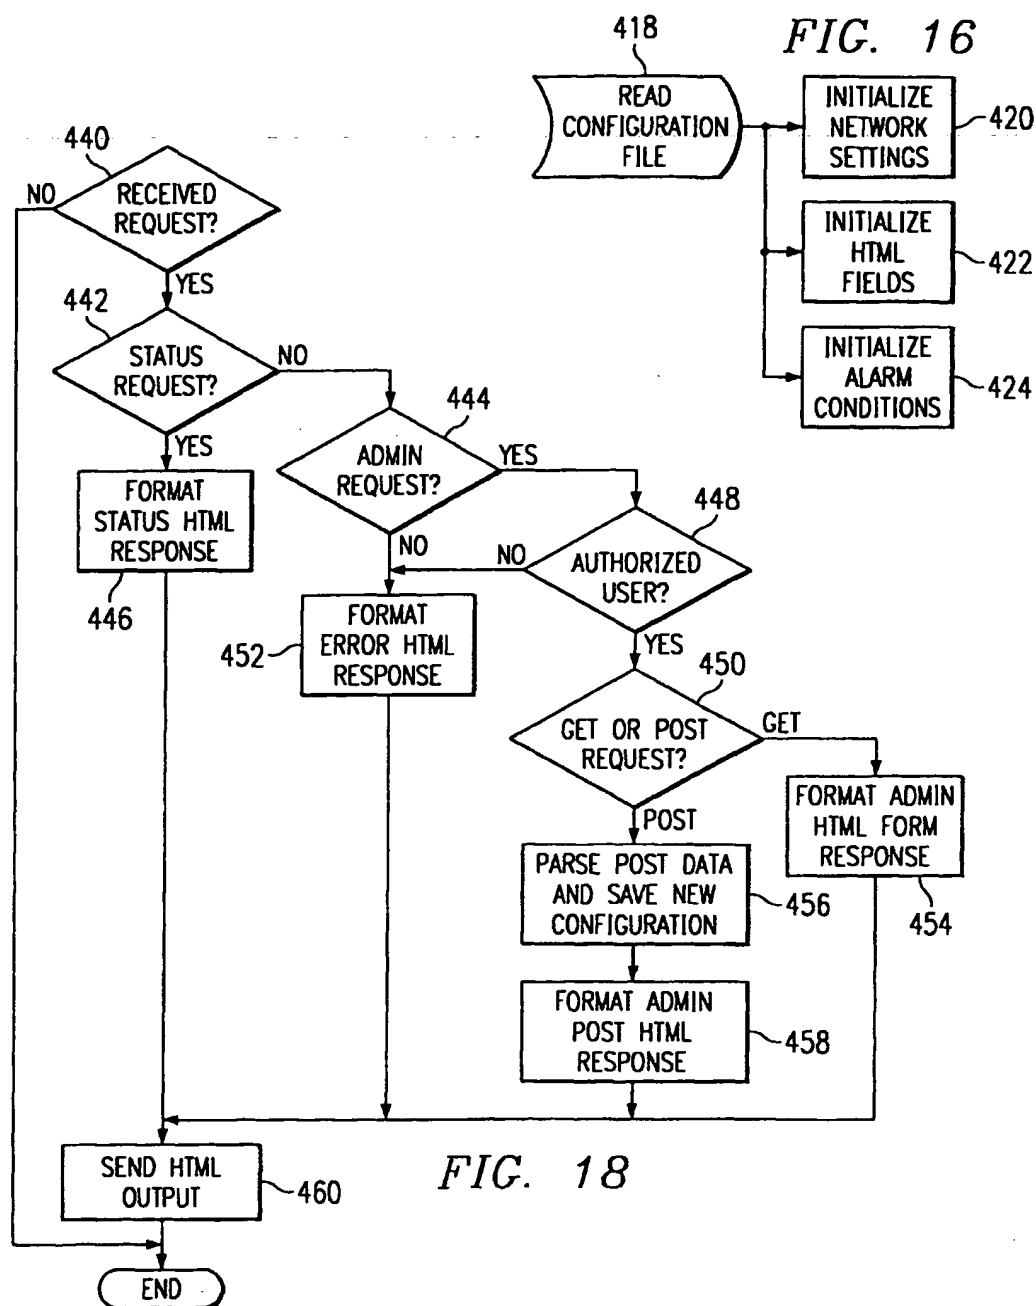 FIG. 16
418
READ
CONFIGURATION
FILE
INITIALIZE
NETWORK
SETTINGS
420
INITIALIZE
HTML
FIELDS
422
INITIALIZE
ALARM
CONDITIONS
424
440
NO
RECEIVED
REQUEST?
YES
442
STATUS
REQUEST?
NO
YES
444
ADMIN
REQUEST?
YES
NO
FORMAT
STATUS HTML
RESPONSE
446
448
NO
AUTHORIZED
USER?
YES
FORMAT
ERROR HTML
RESPONSE
452
450
GET OR POST
REQUEST?
GET
POST
FORMAT ADMIN
HTML FORM
RESPONSE
454
PARSE POST DATA
AND SAVE NEW
CONFIGURATION
456
FORMAT ADMIN
POST HTML
RESPONSE
458
SEND HTML
OUTPUT
460
FIG. 18
END